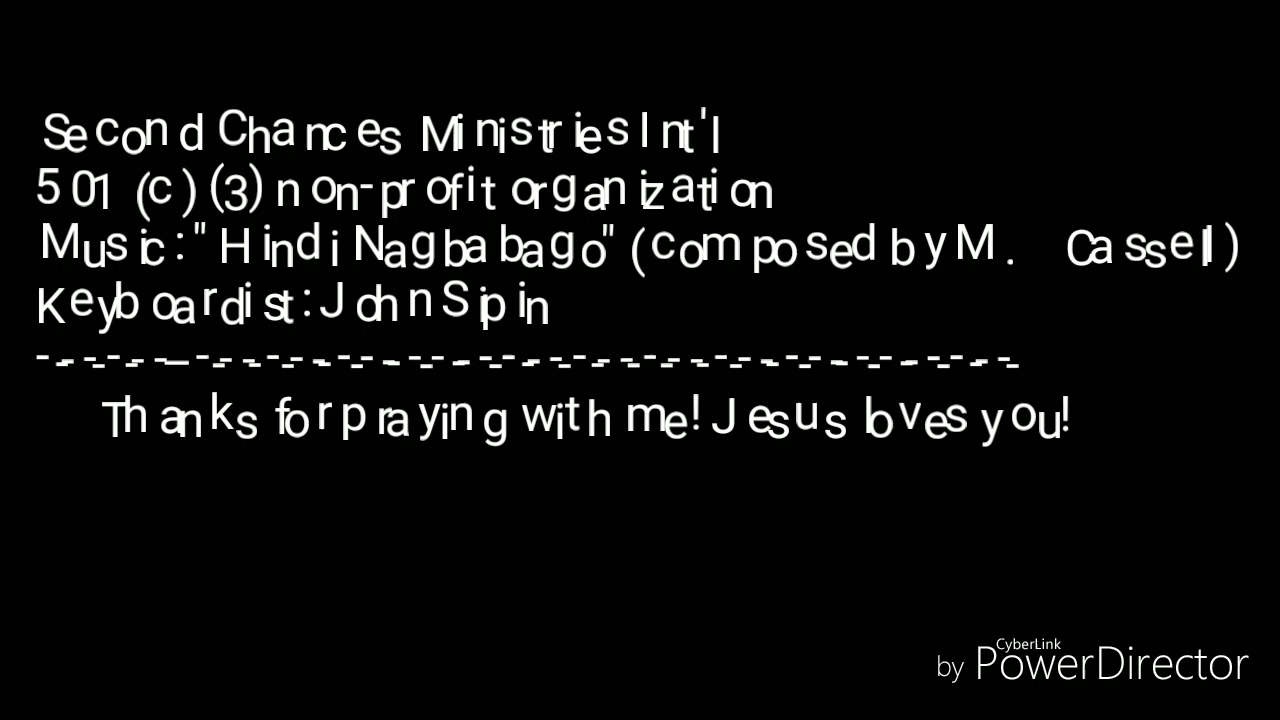 Second Chances Ministries Int'l
501 (c) (3) non-profit organization
Music: "Hindi Nagbabago" (composed by M. Cassell)
Keyboardist: John Sipin
-----------------------------------------
Thanks for praying with me! Jesus loves you!
by CyberLink PowerDirector